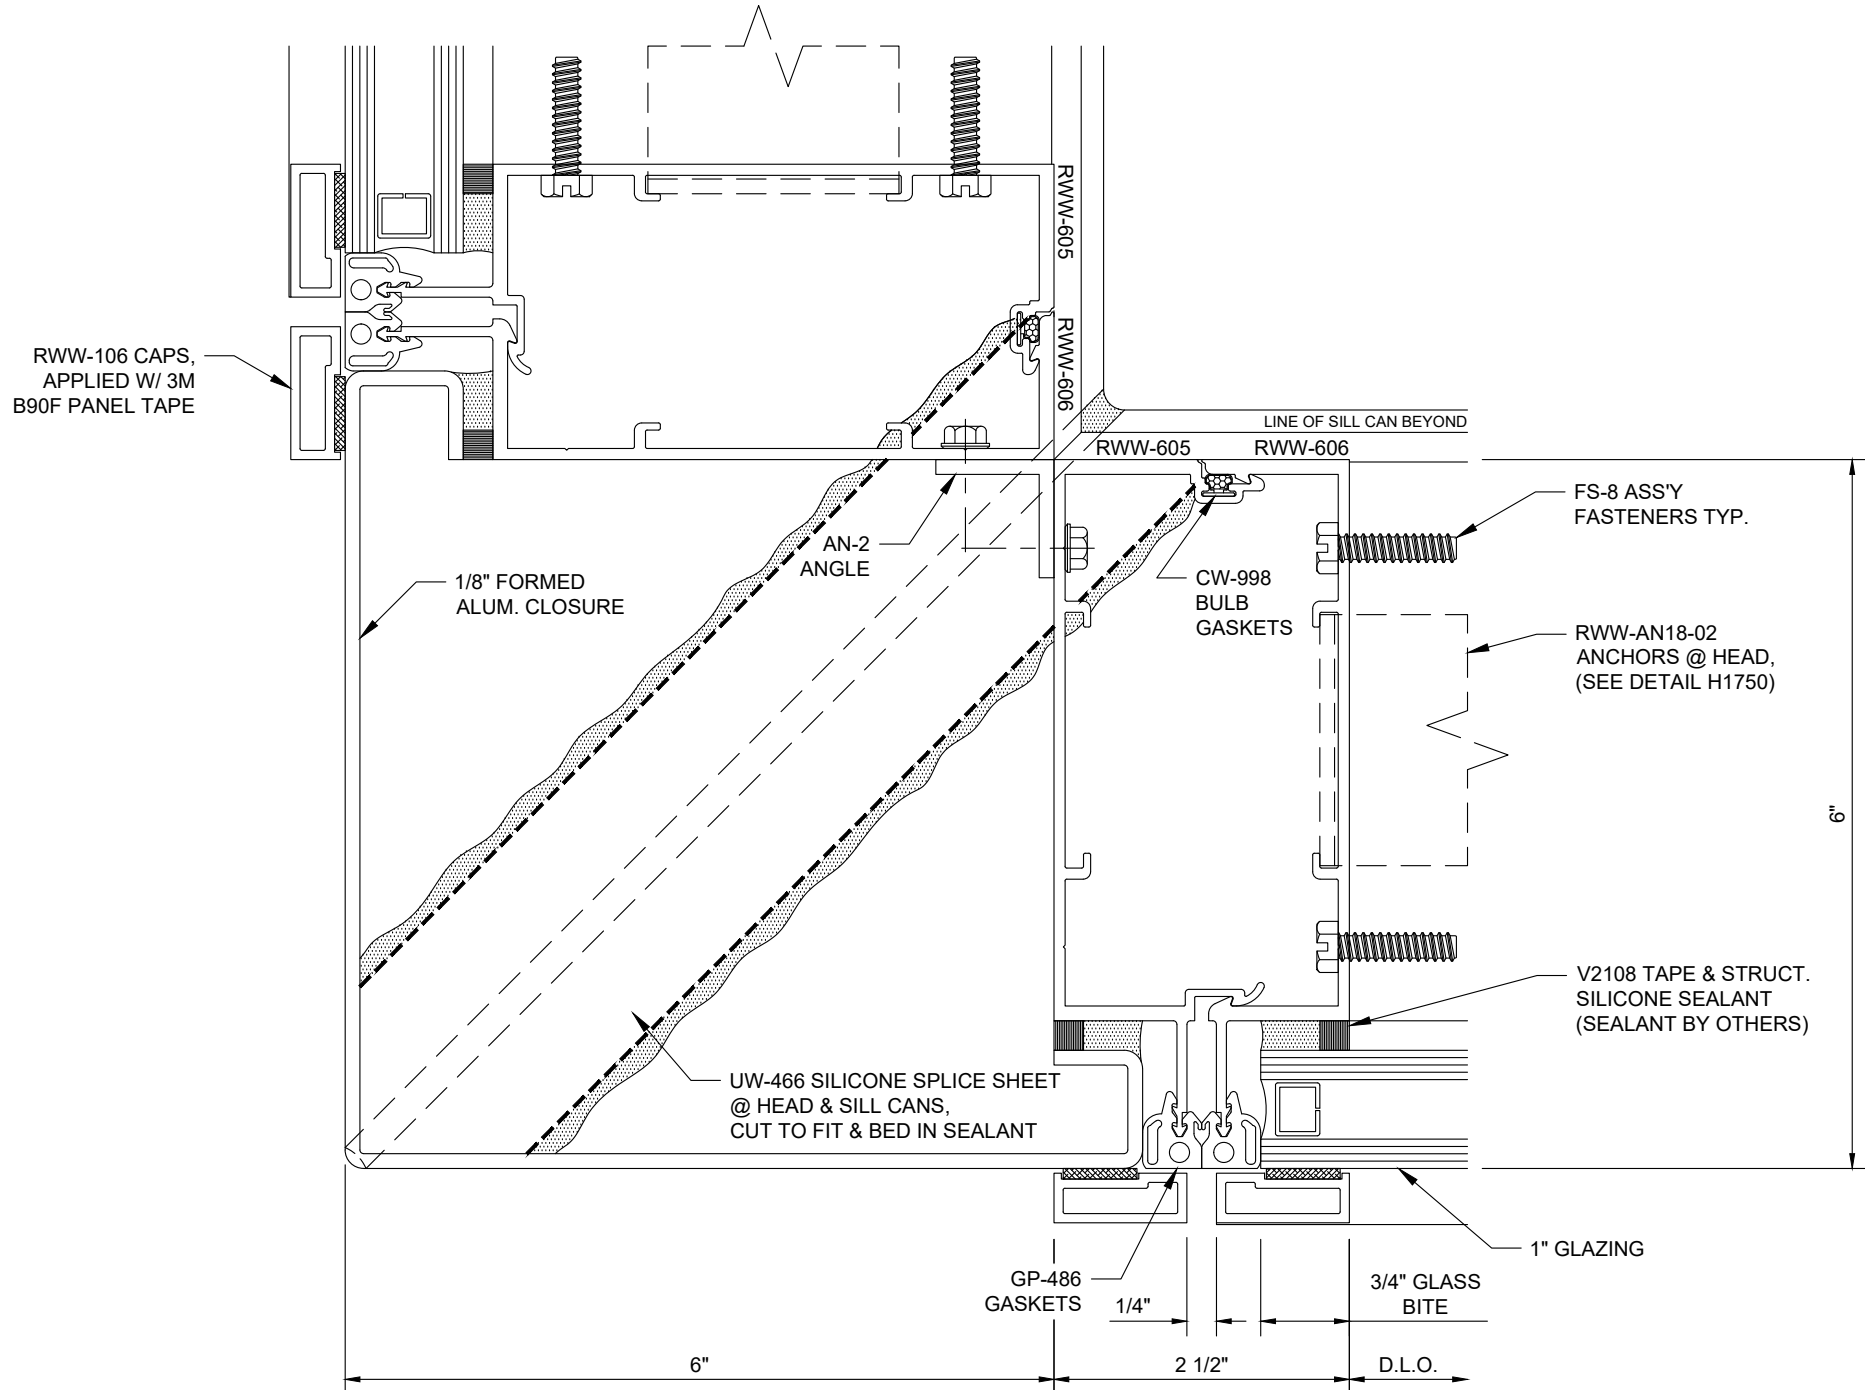 RWW-605
RWW-606
RWW-106 CAPS,
APPLIED W/ 3M
B90F PANEL TAPE
LINE OF SILL CAN BEYOND
RWW-605
RWW-606
FS-8 ASS'Y
FASTENERS TYP.
AN-2
ANGLE
1/8" FORMED
ALUM. CLOSURE
CW-998
BULB
GASKETS
RWW-AN18-02
ANCHORS @ HEAD,
(SEE DETAIL H1750)
6"
V2108 TAPE & STRUCT.
SILICONE SEALANT
(SEALANT BY OTHERS)
UW-466 SILICONE SPLICE SHEET
@ HEAD & SILL CANS,
CUT TO FIT & BED IN SEALANT
1" GLAZING
GP-486
GASKETS
1/4"
3/4" GLASS
BITE
6"
2 1/2"
D.L.O.